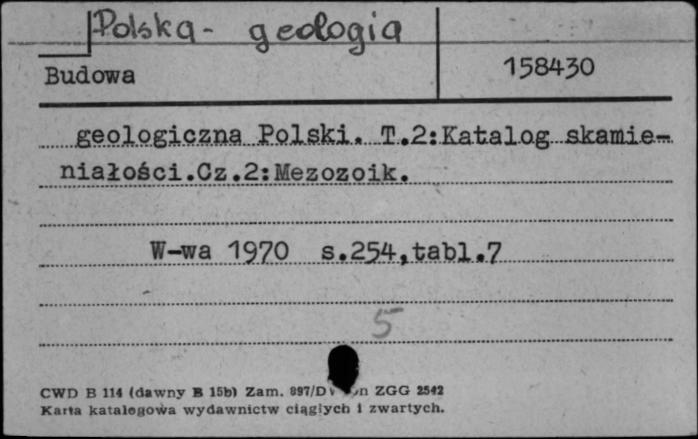 Polska - geologia
Budowa 158430
geologiczna Polski. T.2:Katalog skamie-
niałości.Cz.2:Mezozoik.
W-wa 1970 s.254,tabl.7
5
CWD B 114 (dawny B 15b) Zam. 997/D ZGG 2542
Karta katalogowa wydawnictw ciągłych i zwartych.